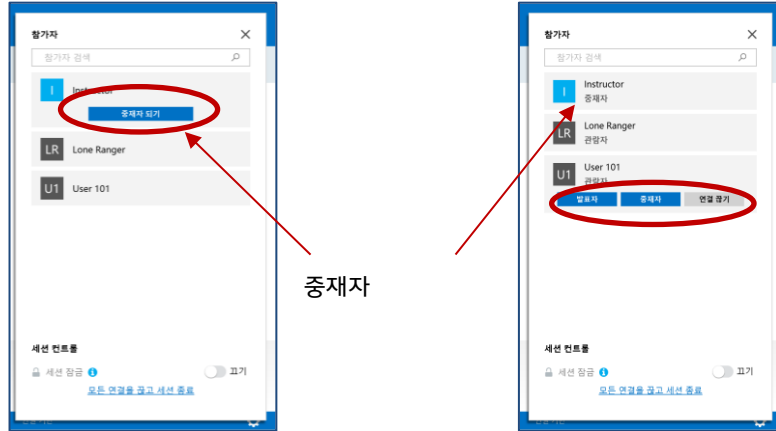 참가자
참가자 검색
I Instructor
중재자 되기
LR Lone Ranger
U1 User 101
세션 컨트롤
세션 잠금 끄기
모든 연결을 끊고 세션 종료
중재자
참가자
참가자 검색
I Instructor
중재자
LR Lone Ranger
관람자
U1 User 101
관람자
발표자 중재자 연결 끊기
세션 컨트롤
세션 잠금 끄기
모든 연결을 끊고 세션 종료